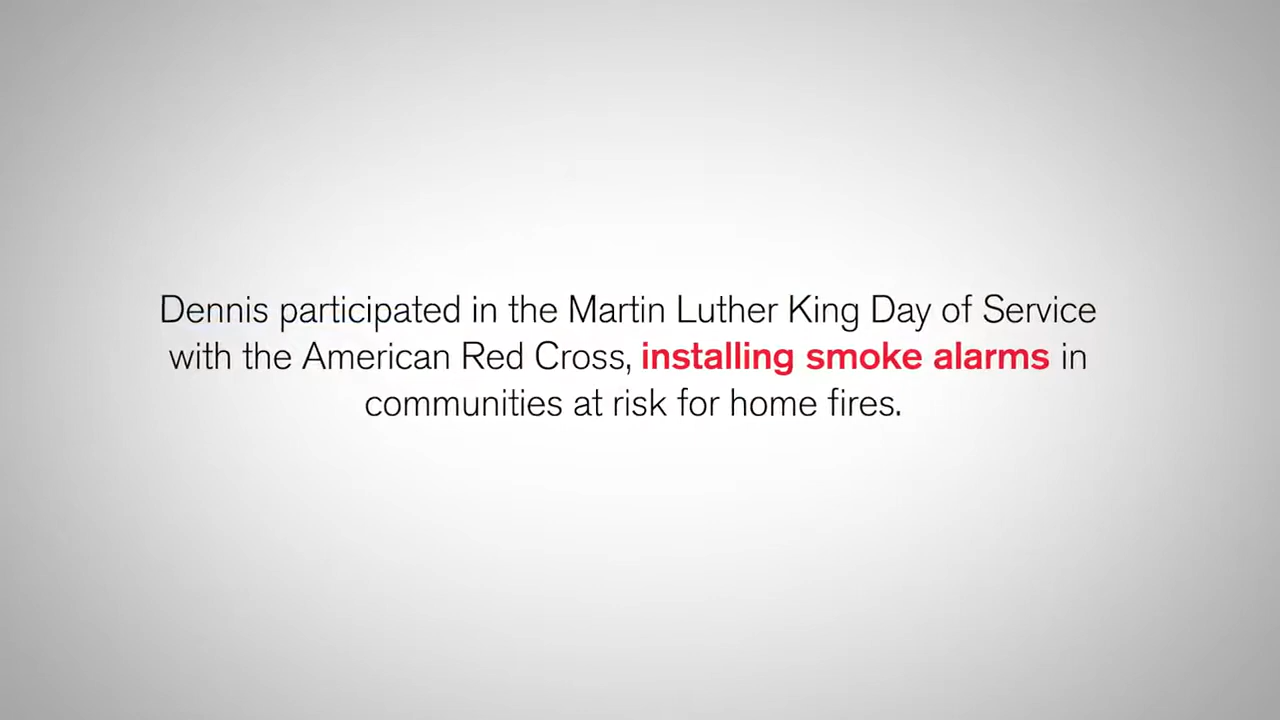 Dennis participated in the Martin Luther King Day of Service
with the American Red Cross, installing smoke alarms in
communities at risk for home fires.